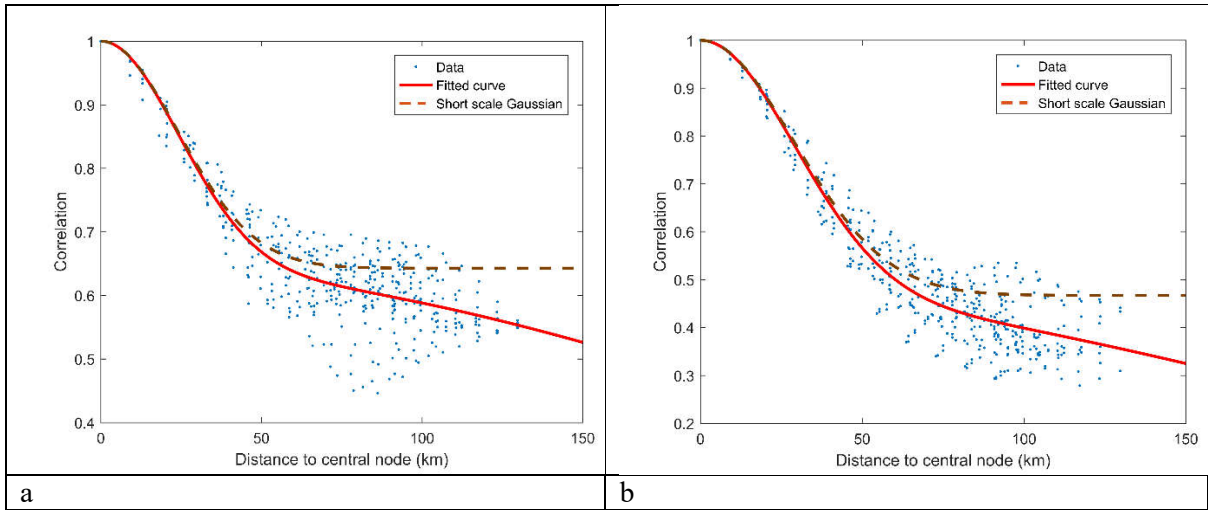 1
0.9
0.8
0.7
0.6
0.5
0.4
0
50
100
150
Correlation
Distance to central node (km)
Data
Fitted curve
Short scale Gaussian
a
1
0.9
0.8
0.7
0.6
0.5
0.4
0.3
0.2
0
50
100
150
Correlation
Distance to central node (km)
Data
Fitted curve
Short scale Gaussian
b